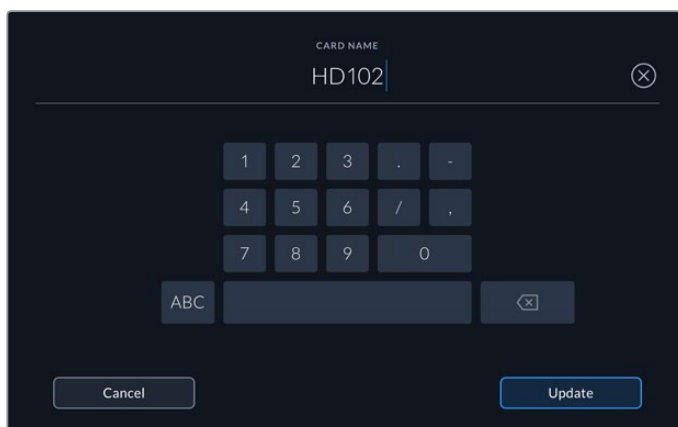 CARD NAME
HD102
1 2 3 . -
4 5 6 / ,
7 8 9 0
ABC
Cancel Update